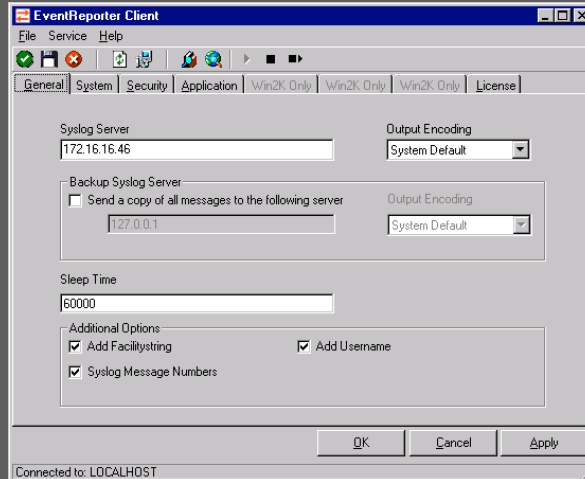 EventReporter Client
File Service Help
General System Security Application Win2K Only Win2K Only Win2K Only License
Syslog Server Output Encoding
172.16.16.46 System Default
Backup Syslog Server
Send a copy of all messages to the following server Output Encoding
127.0.0.1 System Default
Sleep Time
60000
Additional Options
Add Facilitystring Add Username
Syslog Message Numbers
OK Cancel Apply
Connected to: LOCALHOST